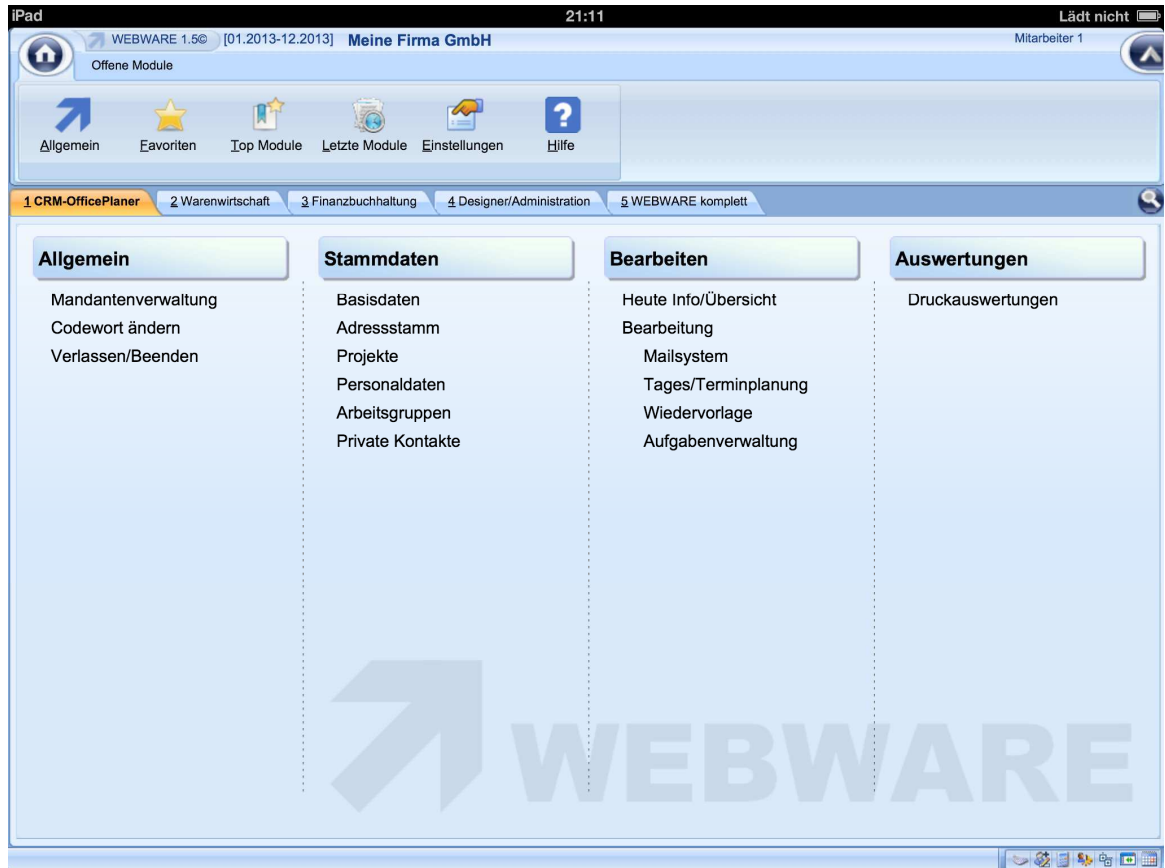 iPad 21:11 Lädt nicht
WEBWARE 1.5© [01.2013-12.2013] Meine Firma GmbH Mitarbeiter 1
Offene Module
Allgemein Favoriten Top Module Letzte Module Einstellungen Hilfe
1 CRM-OfficePlaner 2 Warenwirtschaft 3 Finanzbuchhaltung 4 Designer/Administration 5 WEBWARE komplett
Allgemein
Mandantenverwaltung
Codewort ändern
Verlassen/Beenden
Stammdaten
Basisdaten
Adressstamm
Projekte
Personaldaten
Arbeitsgruppen
Private Kontakte
Bearbeiten
Heute Info/Übersicht
Bearbeitung
Mailsystem
Tages/Terminplanung
Wiedervorlage
Aufgabenverwaltung
Auswertungen
Druckauswertungen
WEBWARE